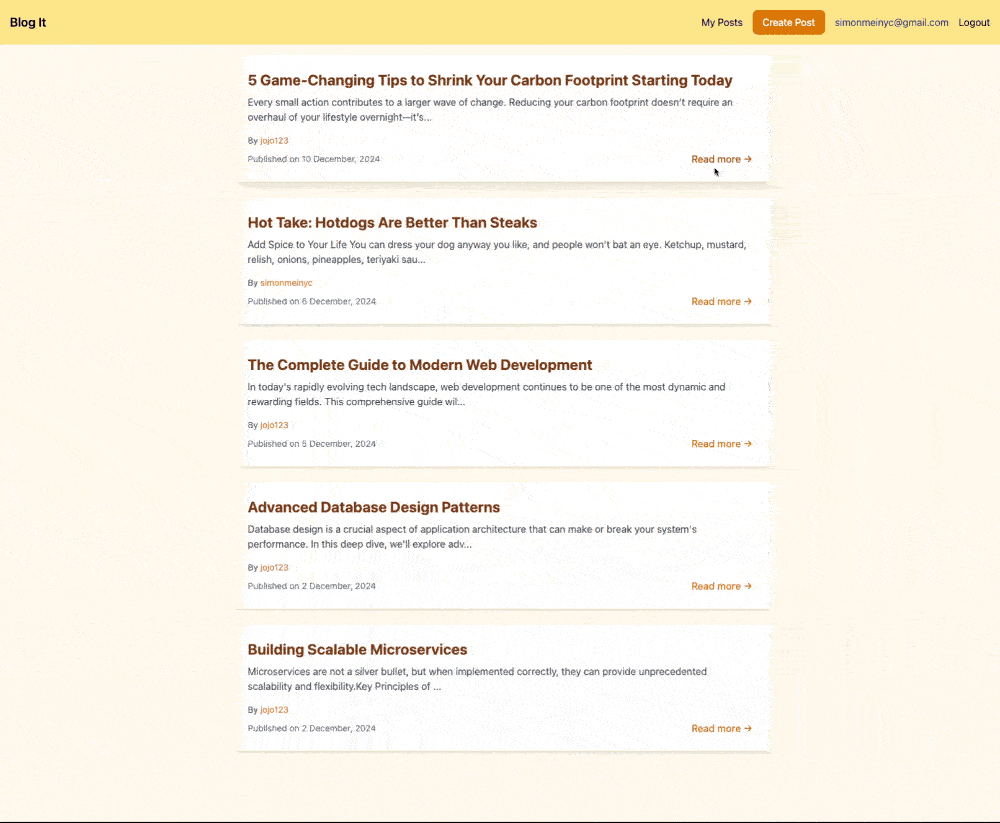 Blog It
My Posts
Create Post
simonmeinyc@gmail.com
Logout
5 Game-Changing Tips to Shrink Your Carbon Footprint Starting Today
Every small action contributes to a larger wave of change. Reducing your carbon footprint doesn't require an
overhaul of your lifestyle overnight—it's...
By jojo123
Published on 10 December, 2024
Read more →
Hot Take: Hotdogs Are Better Than Steaks
Add Spice to Your Life You can dress your dog anyway you like, and people won't bat an eye. Ketchup, mustard,
relish, onions, pineapples, teriyaki sau...
By simonmeinyc
Published on 6 December, 2024
Read more →
The Complete Guide to Modern Web Development
In today's rapidly evolving tech landscape, web development continues to be one of the most dynamic and
rewarding fields. This comprehensive guide wil...
By jojo123
Published on 5 December, 2024
Read more →
Advanced Database Design Patterns
Database design is a crucial aspect of application architecture that can make or break your system's
performance. In this deep dive, we'll explore adv...
By jojo123
Published on 2 December, 2024
Read more →
Building Scalable Microservices
Microservices are not a silver bullet, but when implemented correctly, they can provide unprecedented
scalability and flexibility.Key Principles of ...
By jojo123
Published on 2 December, 2024
Read more →